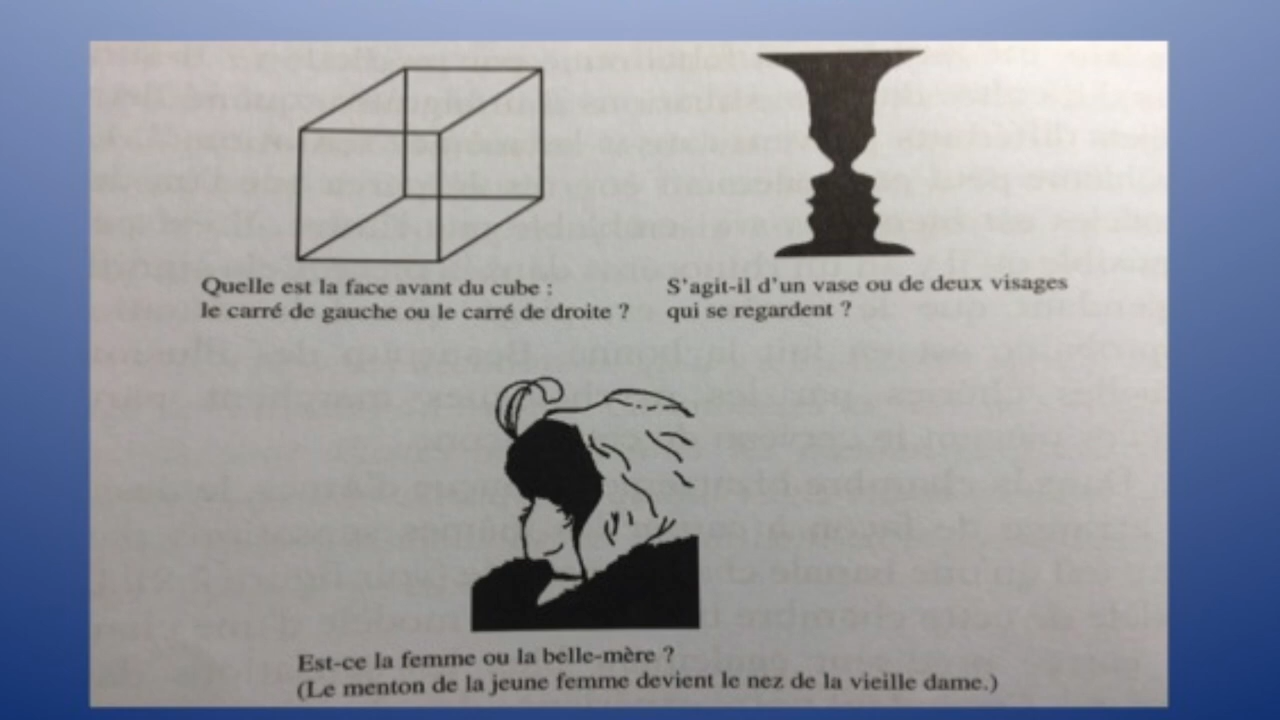 Quelle est la face avant du cube :
le carré de gauche ou le carré de droite ?
S'agit-il d'un vase ou de deux visages
qui se regardent ?
Est-ce la femme ou la belle-mère ?
(Le menton de la jeune femme devient le nez de la vieille dame.)